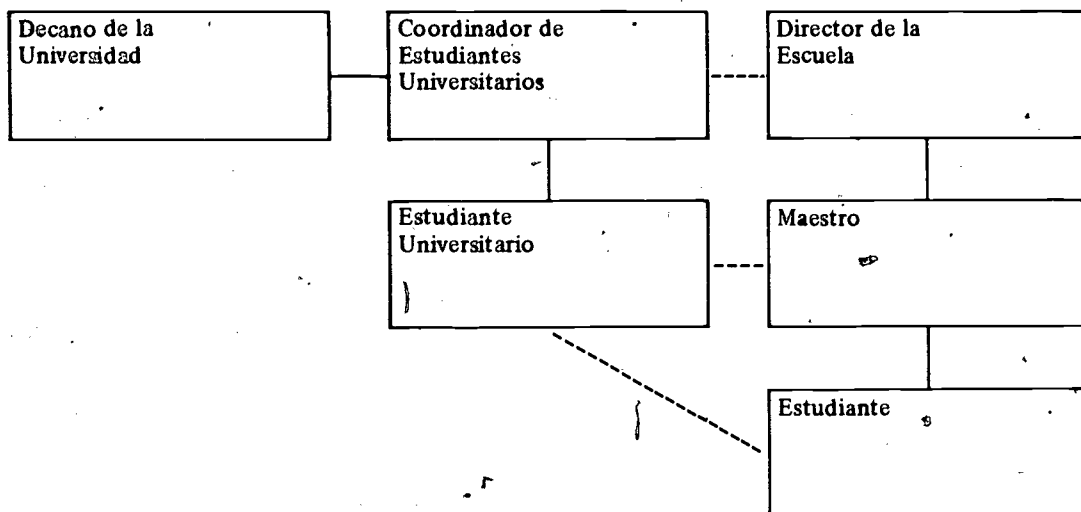 Decano de la
Universidad
Coordinador de
Estudiantes
Universitarios
Director de la
Escuela
Estudiante
Universitario
Maestro
Estudiante